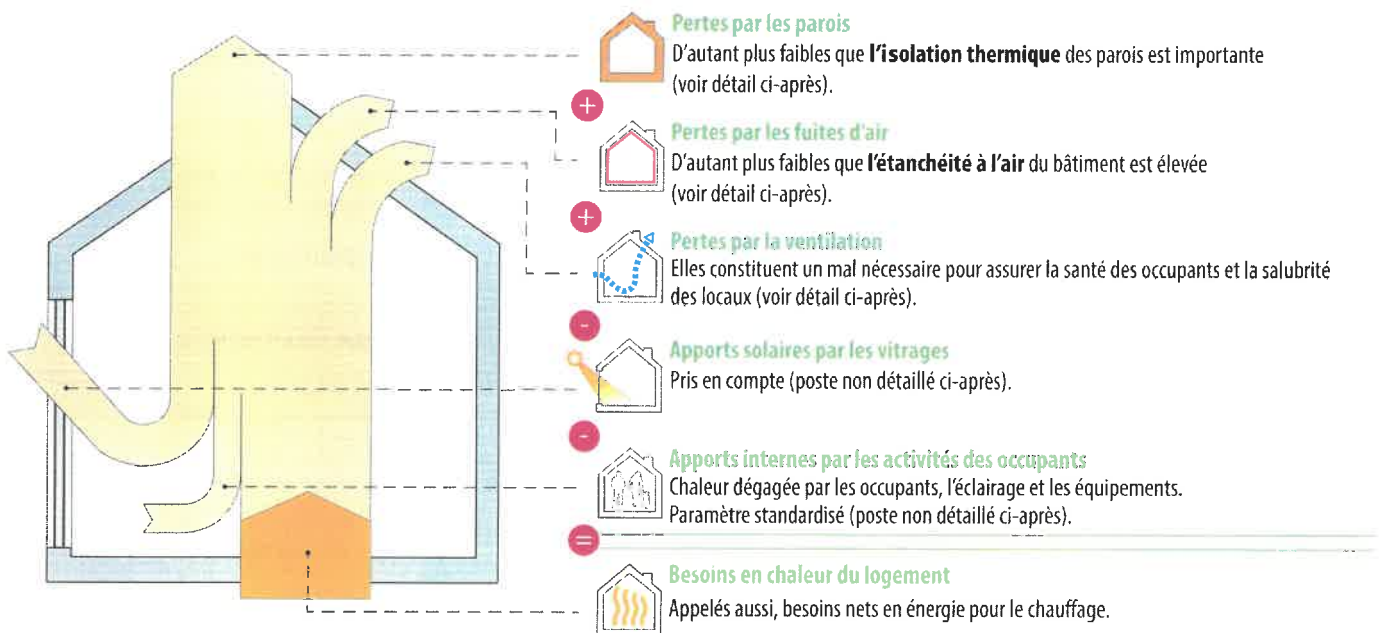 Pertes par les parois
D'autant plus faibles que l'isolation thermique des parois est importante
(voir détail ci-après).
+
Pertes par les fuites d'air
D'autant plus faibles que l'étanchéité à l'air du bâtiment est élevée
(voir détail ci-après).
+
Pertes par la ventilation
Elles constituent un mal nécessaire pour assurer la santé des occupants et la salubrité
des locaux (voir détail ci-après).
-
Apports solaires par les vitrages
Pris en compte (poste non détaillé ci-après).
-
Apports internes par les activités des occupants
Chaleur dégagée par les occupants, l'éclairage et les équipements.
Paramètre standardisé (poste non détaillé ci-après).
=
Besoins en chaleur du logement
Appelés aussi, besoins nets en énergie pour le chauffage.